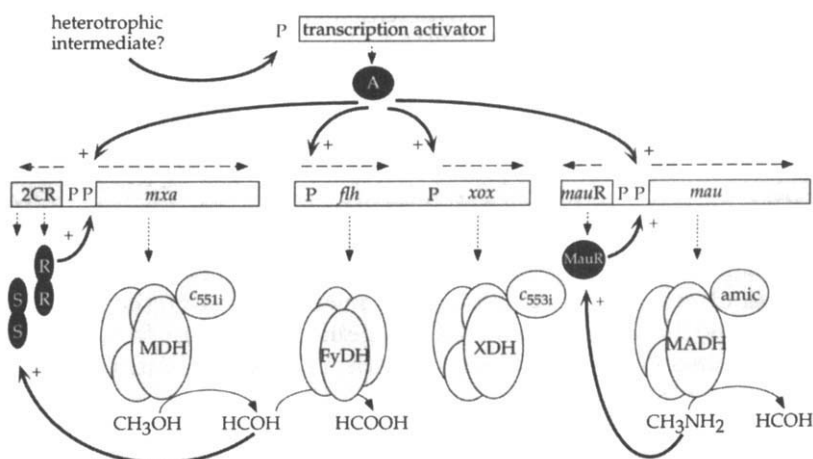 heterotrophic
intermediate?
P transcription activator
A
+ + + +
2CR P P mxa P flh P xox mauR P P mau
+ R R S S MauR +
c551i c553i amic
MDH FyDH XDH MADH
+ +
CH3OH HCOH HCOOH CH3NH2 HCOH